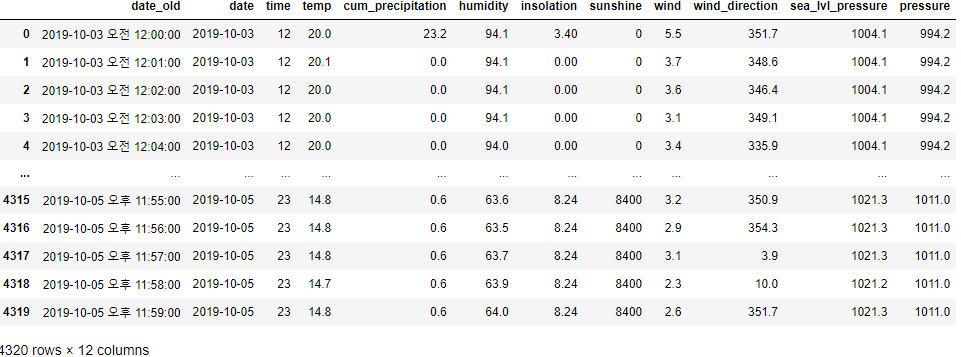 date_old date time temp cum_precipitation humidity insolation sunshine wind wind_direction sea_lvl_pressure pressure
0 2019-10-03 오전 12:00:00 2019-10-03 12 20.0 23.2 94.1 3.40 0 5.5 351.7 1004.1 994.2
1 2019-10-03 오전 12:01:00 2019-10-03 12 20.1 0.0 94.1 0.00 0 3.7 348.6 1004.1 994.2
2 2019-10-03 오전 12:02:00 2019-10-03 12 20.0 0.0 94.1 0.00 0 3.6 346.4 1004.1 994.2
3 2019-10-03 오전 12:03:00 2019-10-03 12 20.0 0.0 94.1 0.00 0 3.1 349.1 1004.1 994.2
4 2019-10-03 오전 12:04:00 2019-10-03 12 20.0 0.0 94.0 0.00 0 3.4 335.9 1004.1 994.2
... ... ... ... ... ... ... ... ... ... ... ... ...
4315 2019-10-05 오후 11:55:00 2019-10-05 23 14.8 0.6 63.6 8.24 8400 3.2 350.9 1021.3 1011.0
4316 2019-10-05 오후 11:56:00 2019-10-05 23 14.8 0.6 63.5 8.24 8400 2.9 354.3 1021.3 1011.0
4317 2019-10-05 오후 11:57:00 2019-10-05 23 14.8 0.6 63.7 8.24 8400 3.1 3.9 1021.3 1011.0
4318 2019-10-05 오후 11:58:00 2019-10-05 23 14.7 0.6 63.9 8.24 8400 2.3 10.0 1021.2 1011.0
4319 2019-10-05 오후 11:59:00 2019-10-05 23 14.8 0.6 64.0 8.24 8400 2.6 351.7 1021.3 1011.0
4320 rows × 12 columns